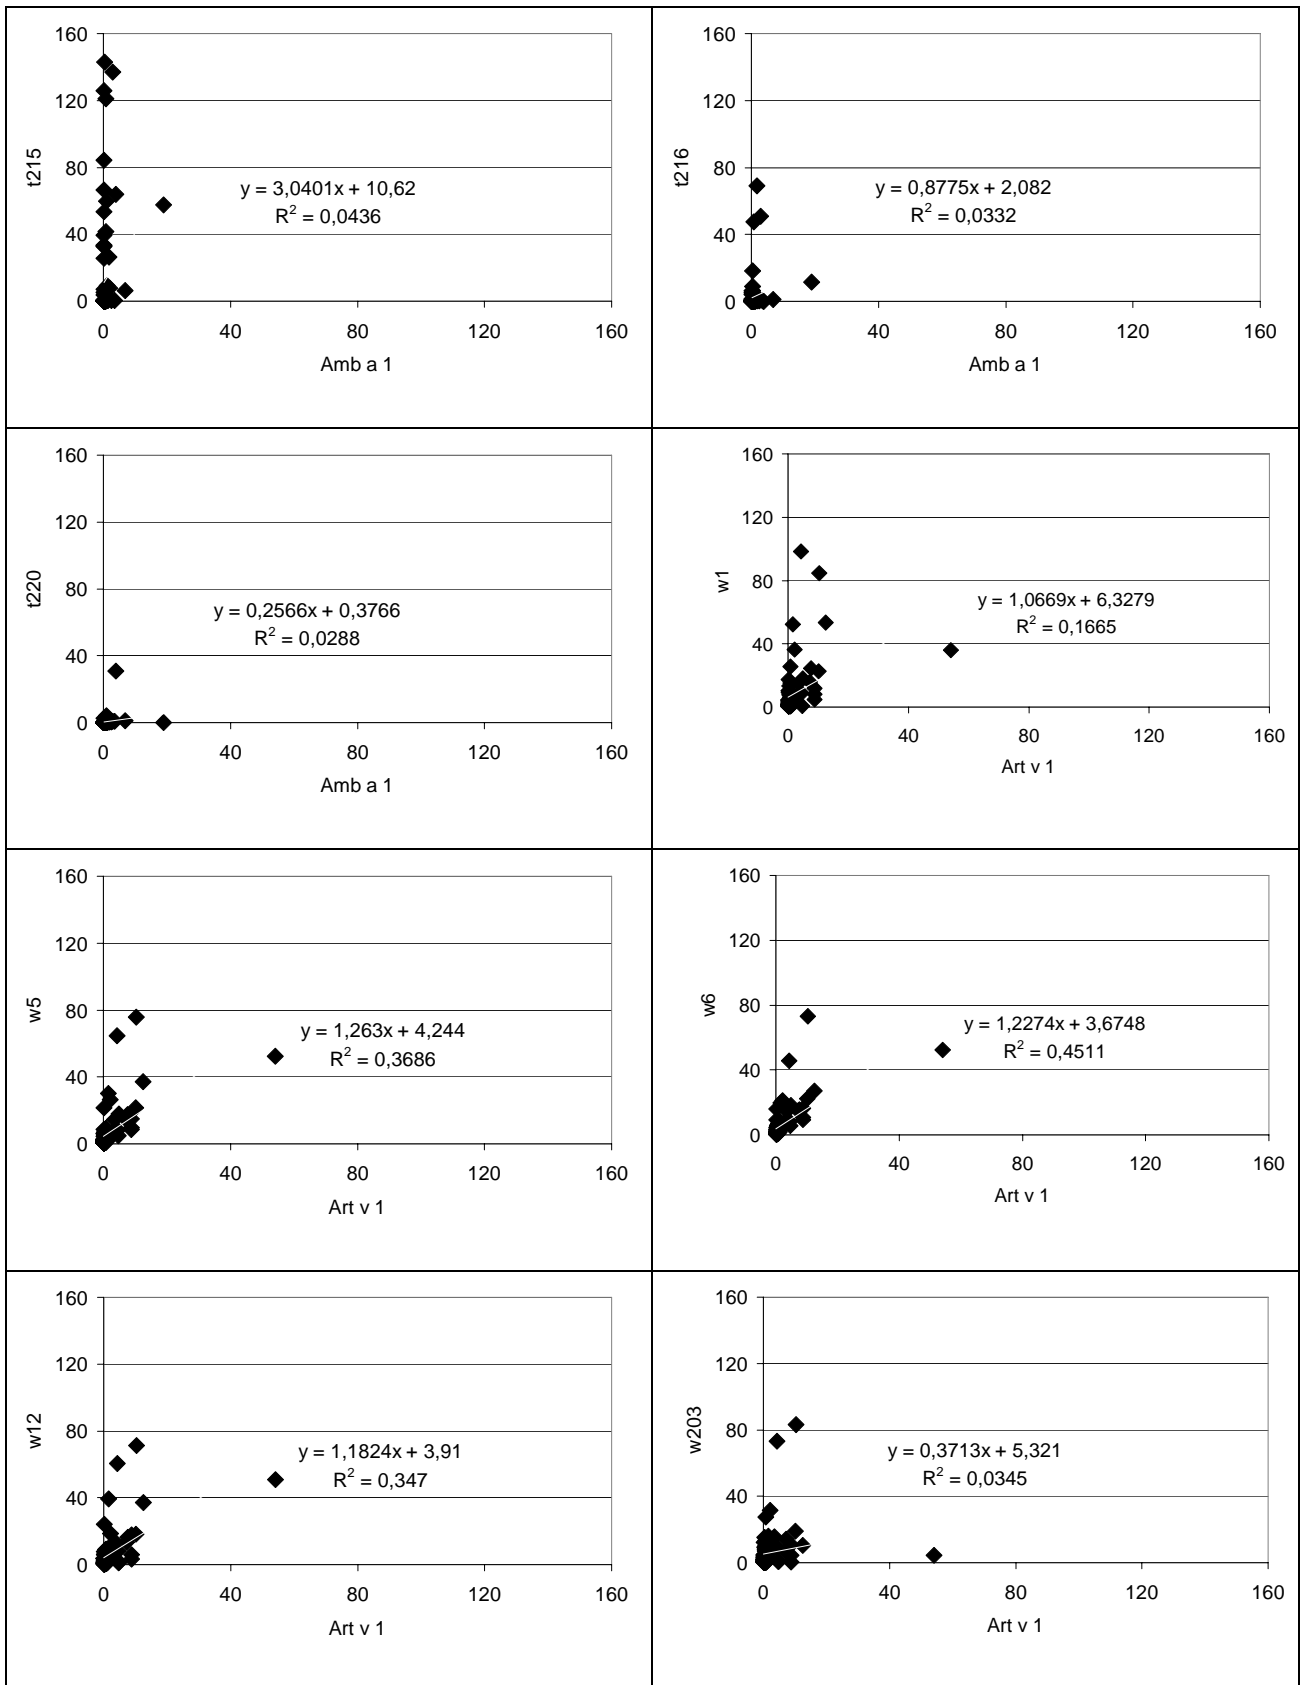 160
120
80
40
0
t215
y = 3,0401x + 10,62
R² = 0,0436
0 40 80 120 160
Amb a 1
160
120
80
40
0
t216
y = 0,8775x + 2,082
R² = 0,0332
0 40 80 120 160
Amb a 1
160
120
80
40
0
t220
y = 0,2566x + 0,3766
R² = 0,0288
0 40 80 120 160
Amb a 1
160
120
80
40
0
w1
y = 1,0669x + 6,3279
R² = 0,1665
0 40 80 120 160
Art v 1
160
120
80
40
0
w5
y = 1,263x + 4,244
R² = 0,3686
0 40 80 120 160
Art v 1
160
120
80
40
0
w6
y = 1,2274x + 3,6748
R² = 0,4511
0 40 80 120 160
Art v 1
160
120
80
40
0
w12
y = 1,1824x + 3,91
R² = 0,347
0 40 80 120 160
Art v 1
160
120
80
40
0
w203
y = 0,3713x + 5,321
R² = 0,0345
0 40 80 120 160
Art v 1